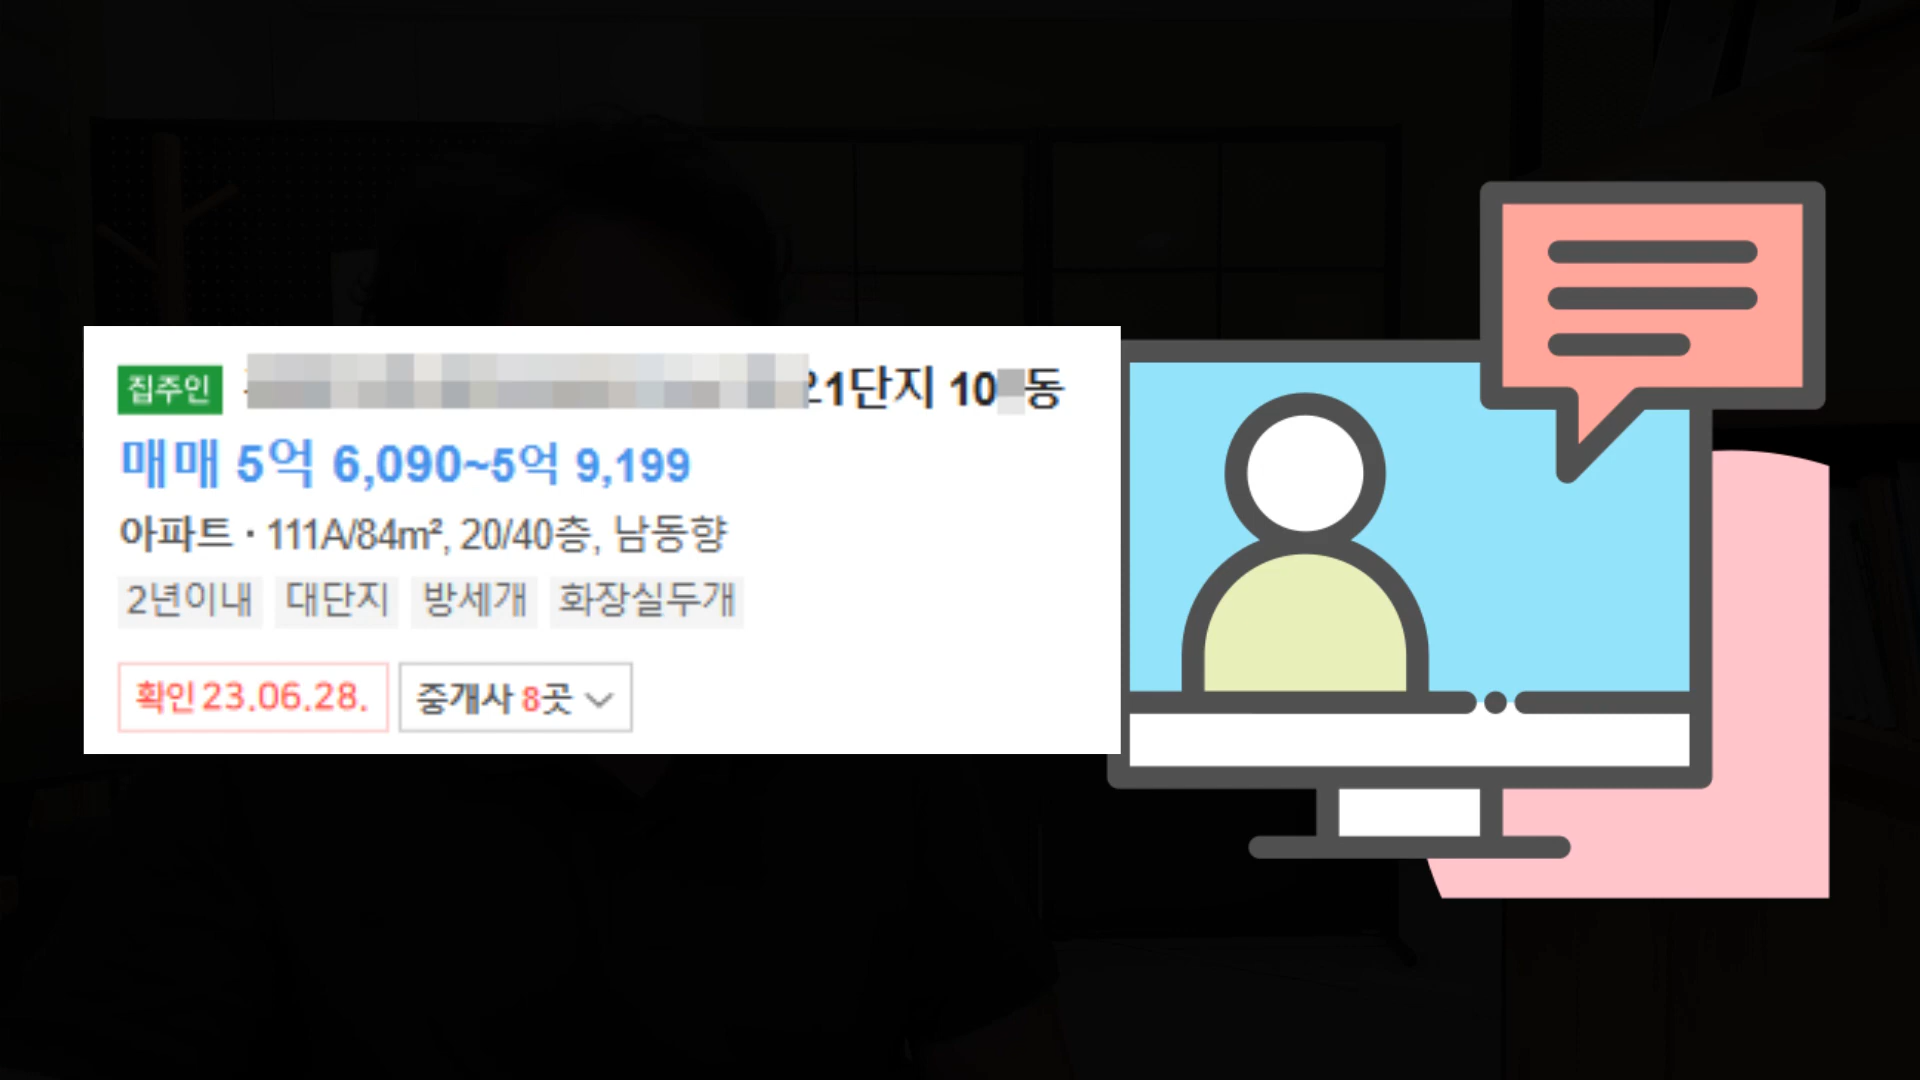 집주인 21단지 10 동
매매 5억 6,090~5억 9,199
아파트 · 111A/84m², 20/40층, 남동향
2년이내 대단지 방세개 화장실두개
확인 23.06.28. 중개사 8곳